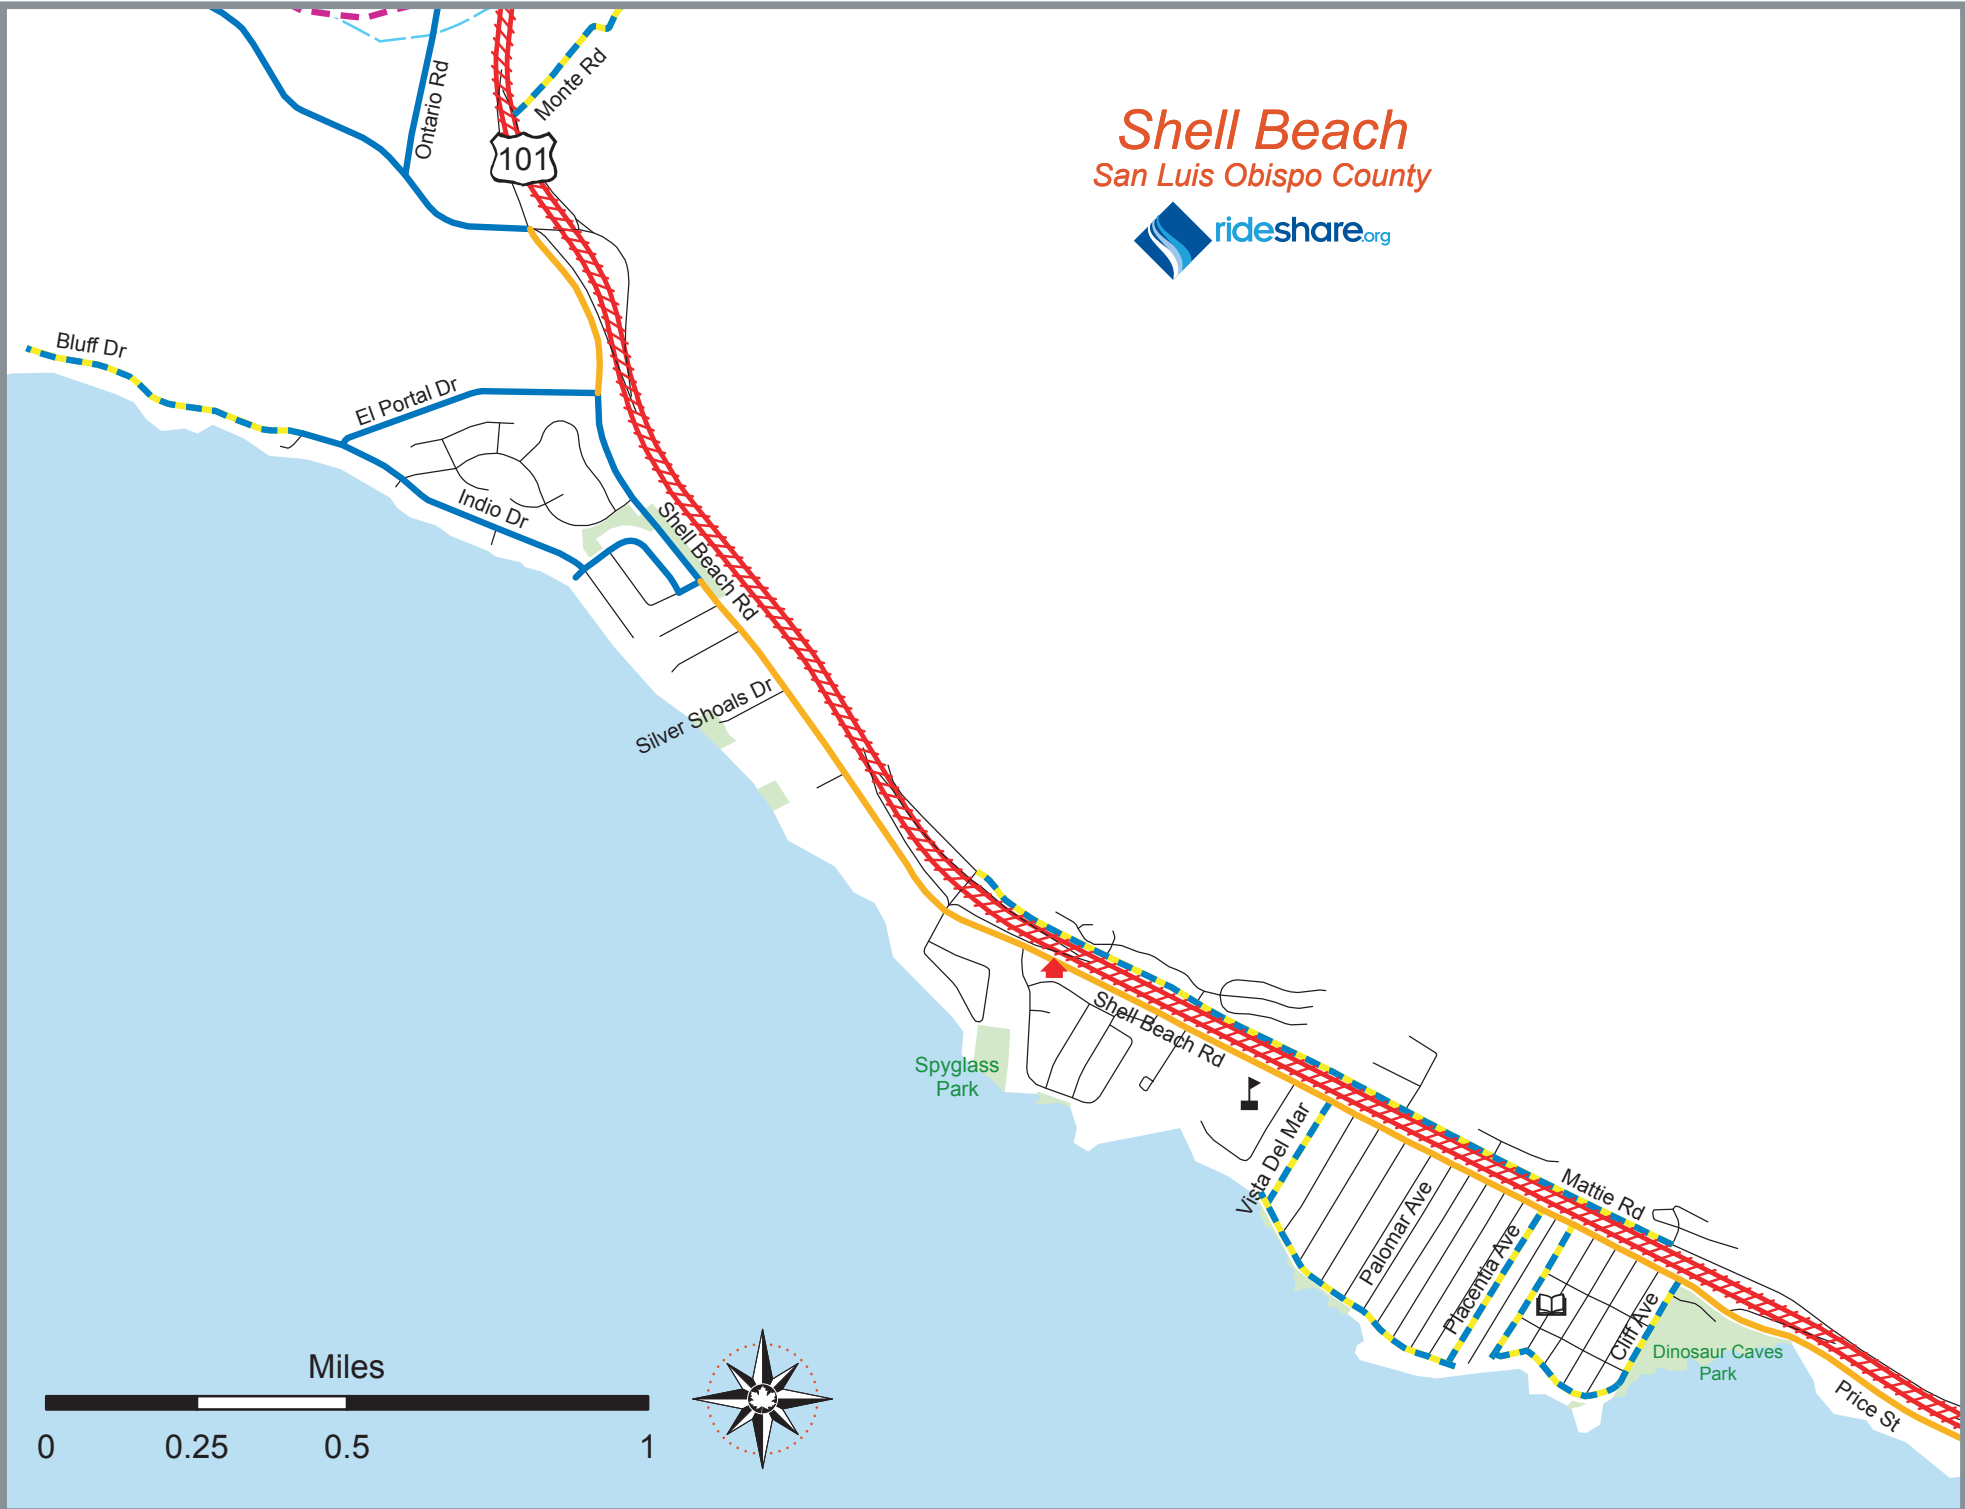 Ontario Rd
Monte Rd
101
Shell Beach
San Luis Obispo County
rideshare.org
Bluff Dr
El Portal Dr
Indio Dr
Shell Beach Rd
Silver Shoals Dr
Spyglass
Park
Shell Beach Rd
Vista Del Mar
Palomar Ave
Placentia Ave
Mattie Rd
Cliff Ave
Dinosaur Caves
Park
Price St
Miles
0 0.25 0.5 1